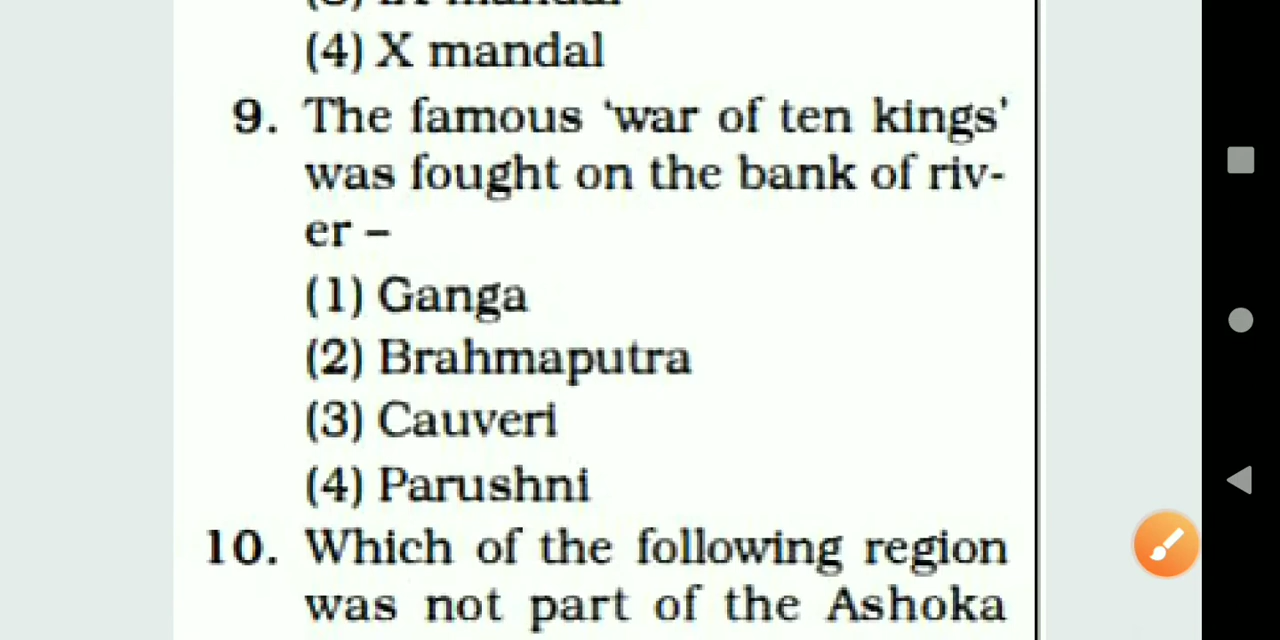 (4) X mandal
9. The famous ‘war of ten kings’
was fought on the bank of riv-
er –
(1) Ganga
(2) Brahmaputra
(3) Cauveri
(4) Parushni
10. Which of the following region
was not part of the Ashoka